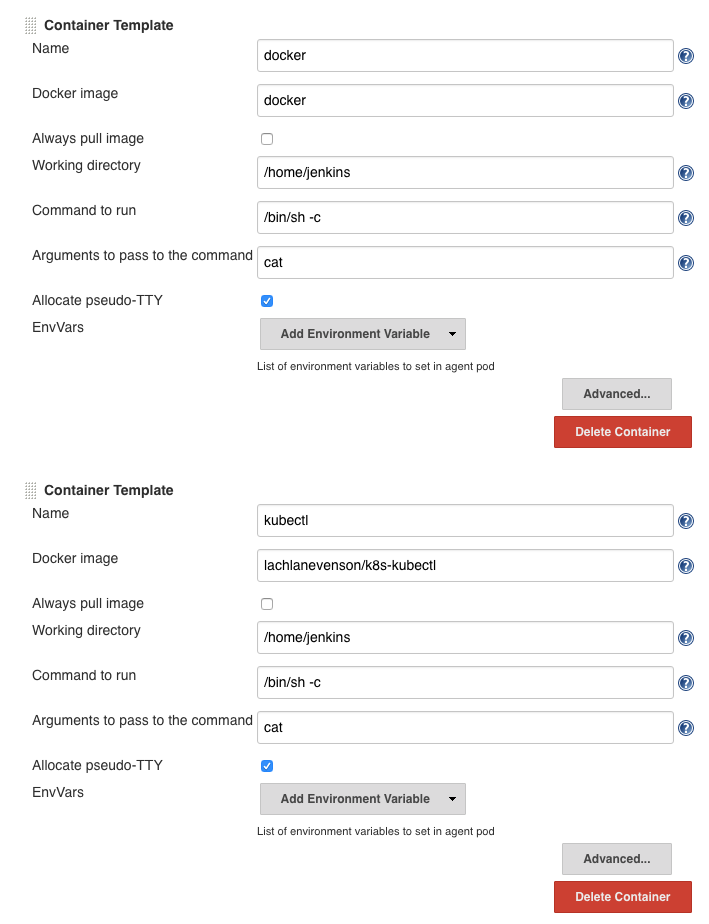 Container Template
Name docker
Docker image docker
Always pull image
Working directory /home/jenkins
Command to run /bin/sh -c
Arguments to pass to the command cat
Allocate pseudo-TTY
EnvVars Add Environment Variable
List of environment variables to set in agent pod
Advanced...
Delete Container
Container Template
Name kubectl
Docker image lachlanevenson/k8s-kubectl
Always pull image
Working directory /home/jenkins
Command to run /bin/sh -c
Arguments to pass to the command cat
Allocate pseudo-TTY
EnvVars Add Environment Variable
List of environment variables to set in agent pod
Advanced...
Delete Container